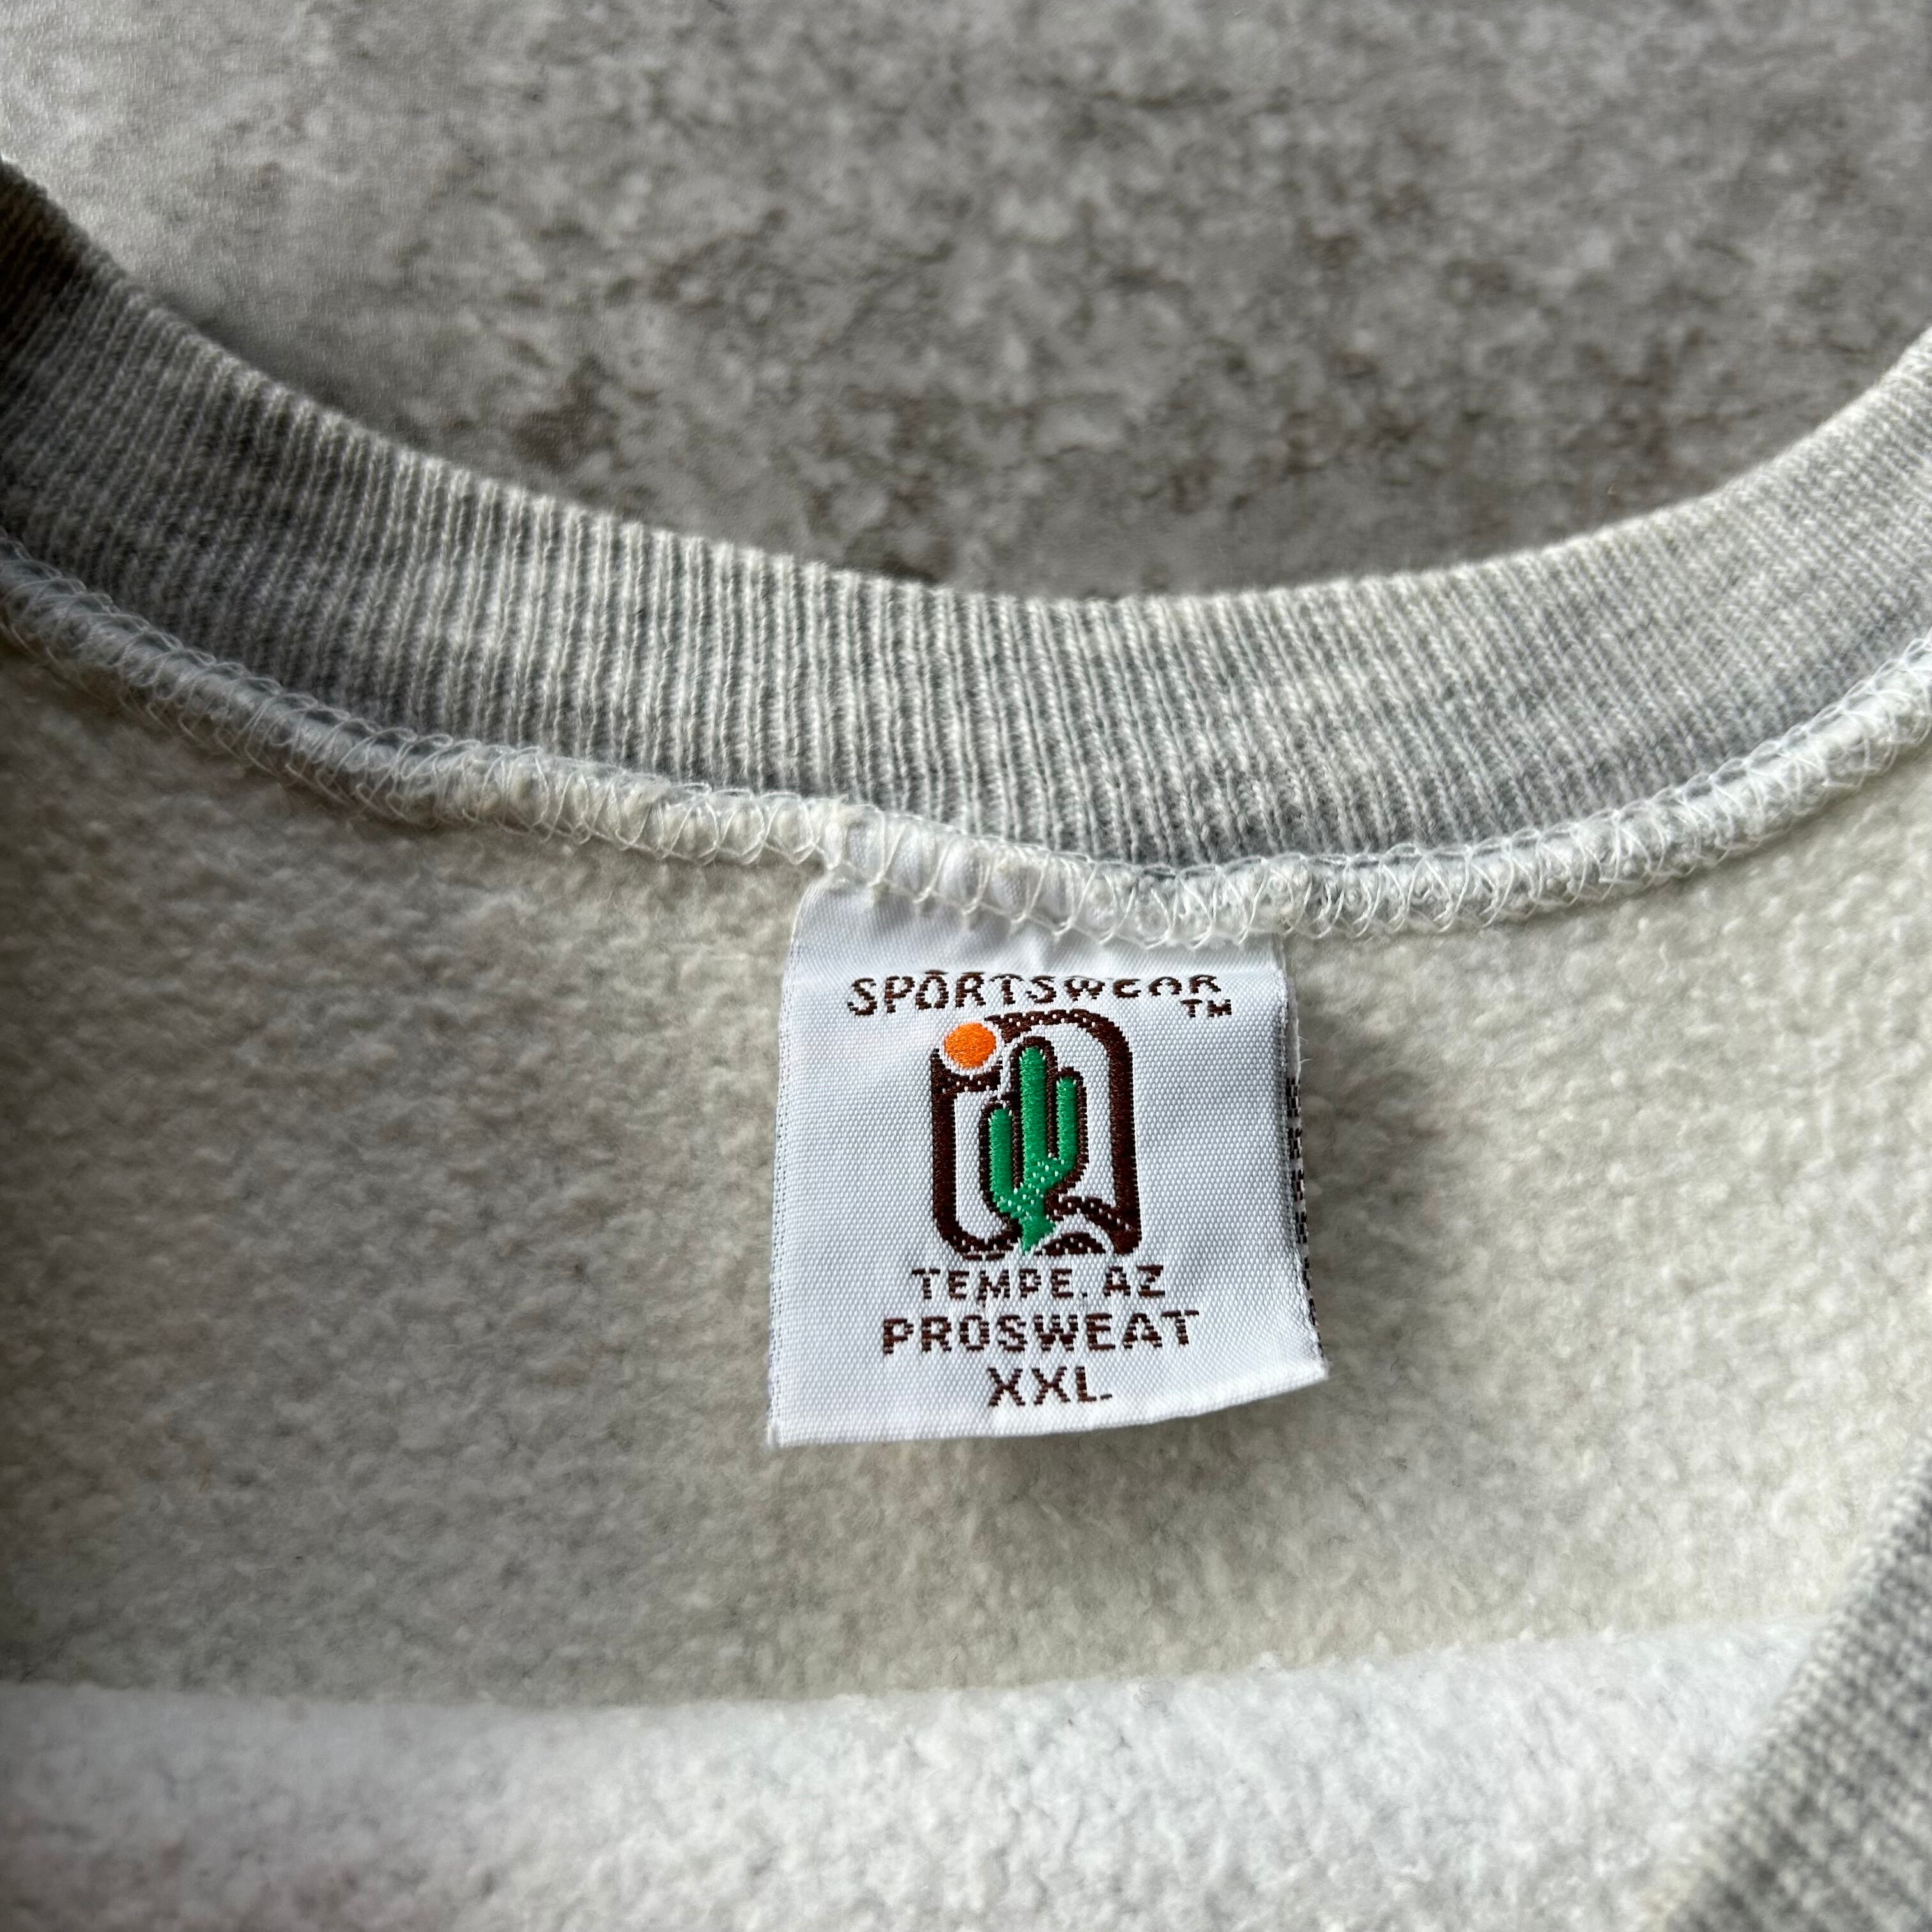 SPORTSWEAR
TM
TEMPE, AZ
PROSWEAT
XXL